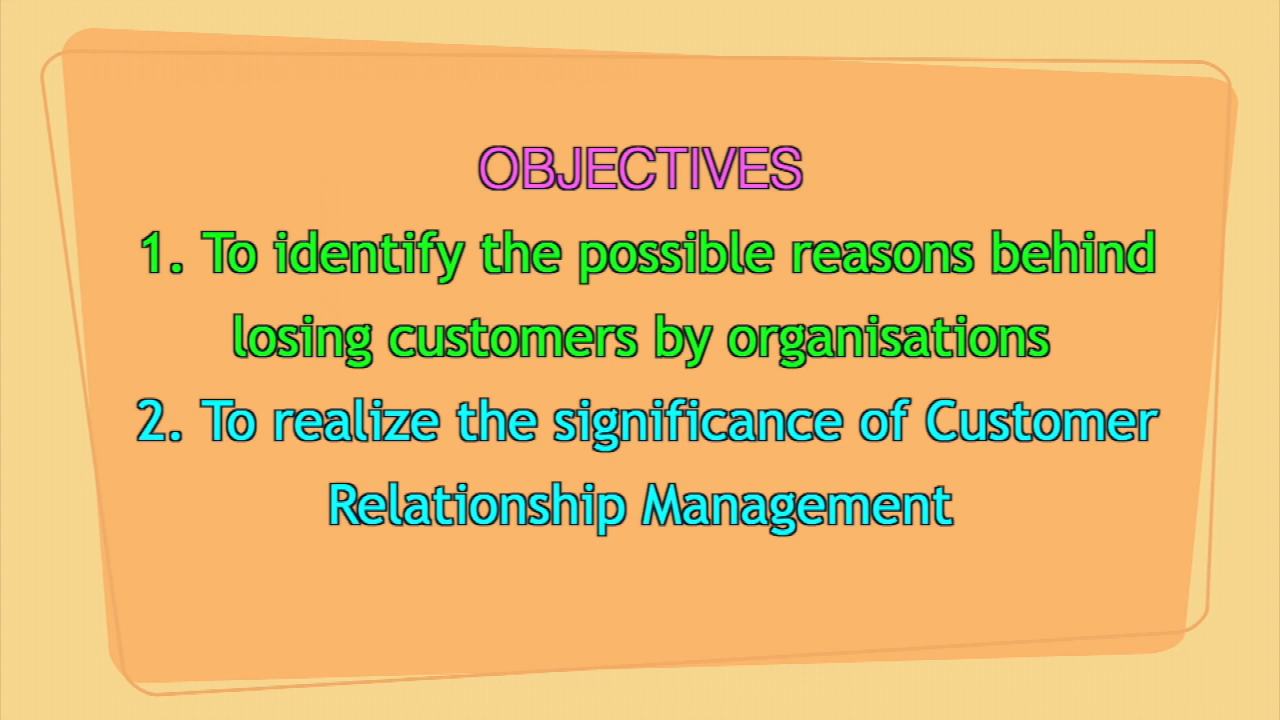 OBJECTIVES
1. To identify the possible reasons behind
losing customers by organisations
2. To realize the significance of Customer
Relationship Management